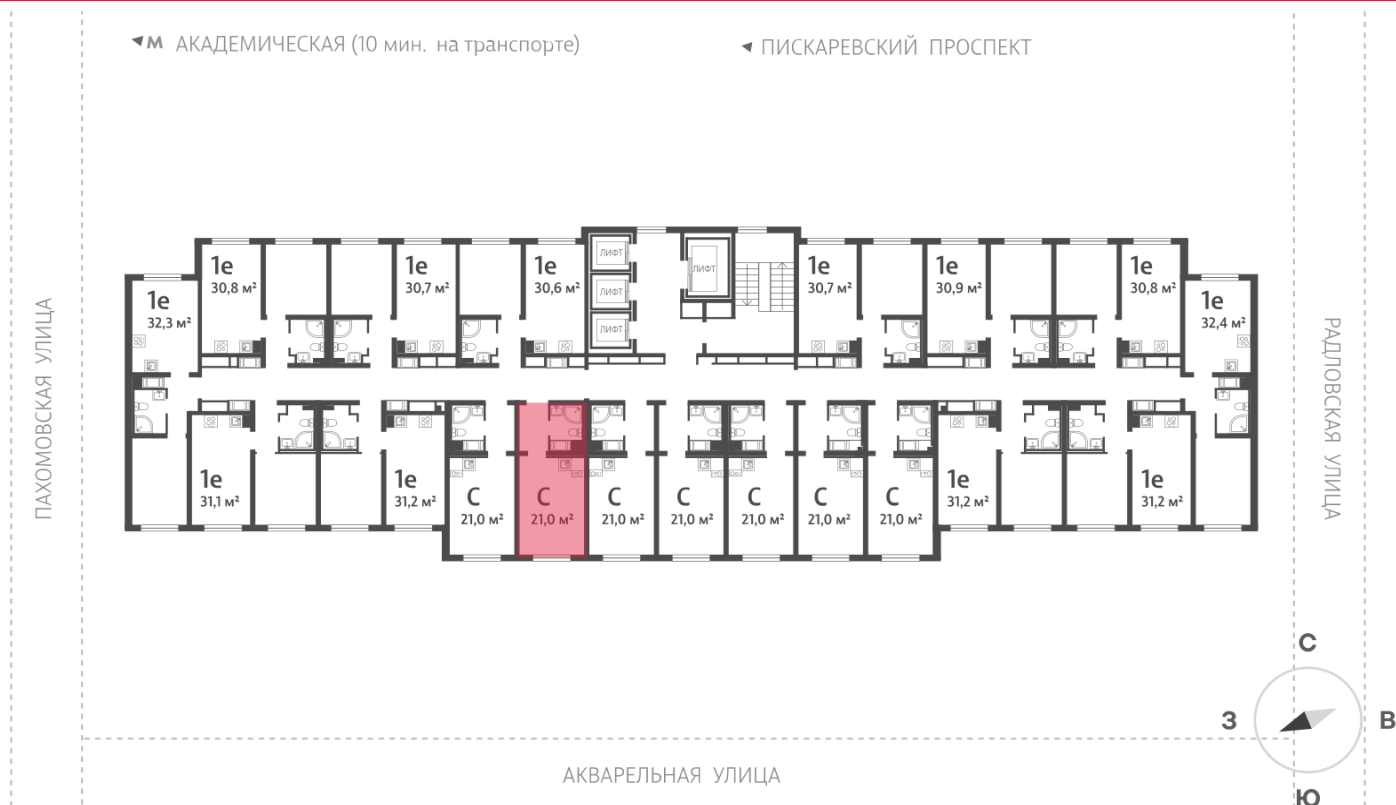 М АКАДЕМИЧЕСКАЯ (10 мин. на транспорте)
ПИСКАРЕВСКИЙ ПРОСПЕКТ
ПАХОМОВСКАЯ УЛИЦА
РАДЛОВСКАЯ УЛИЦА
1е
32,3 м²
1е
30,8 м²
1е
30,7 м²
1е
30,6 м²
ЛИФТ
ЛИФТ
ЛИФТ
ЛИФТ
1е
30,7 м²
1е
30,9 м²
1е
30,8 м²
1е
32,4 м²
1е
31,1 м²
1е
31,2 м²
С
21,0 м²
С
21,0 м²
С
21,0 м²
С
21,0 м²
С
21,0 м²
С
21,0 м²
С
21,0 м²
1е
31,2 м²
1е
31,2 м²
С
З
В
Ю
АКВАРЕЛЬНАЯ УЛИЦА